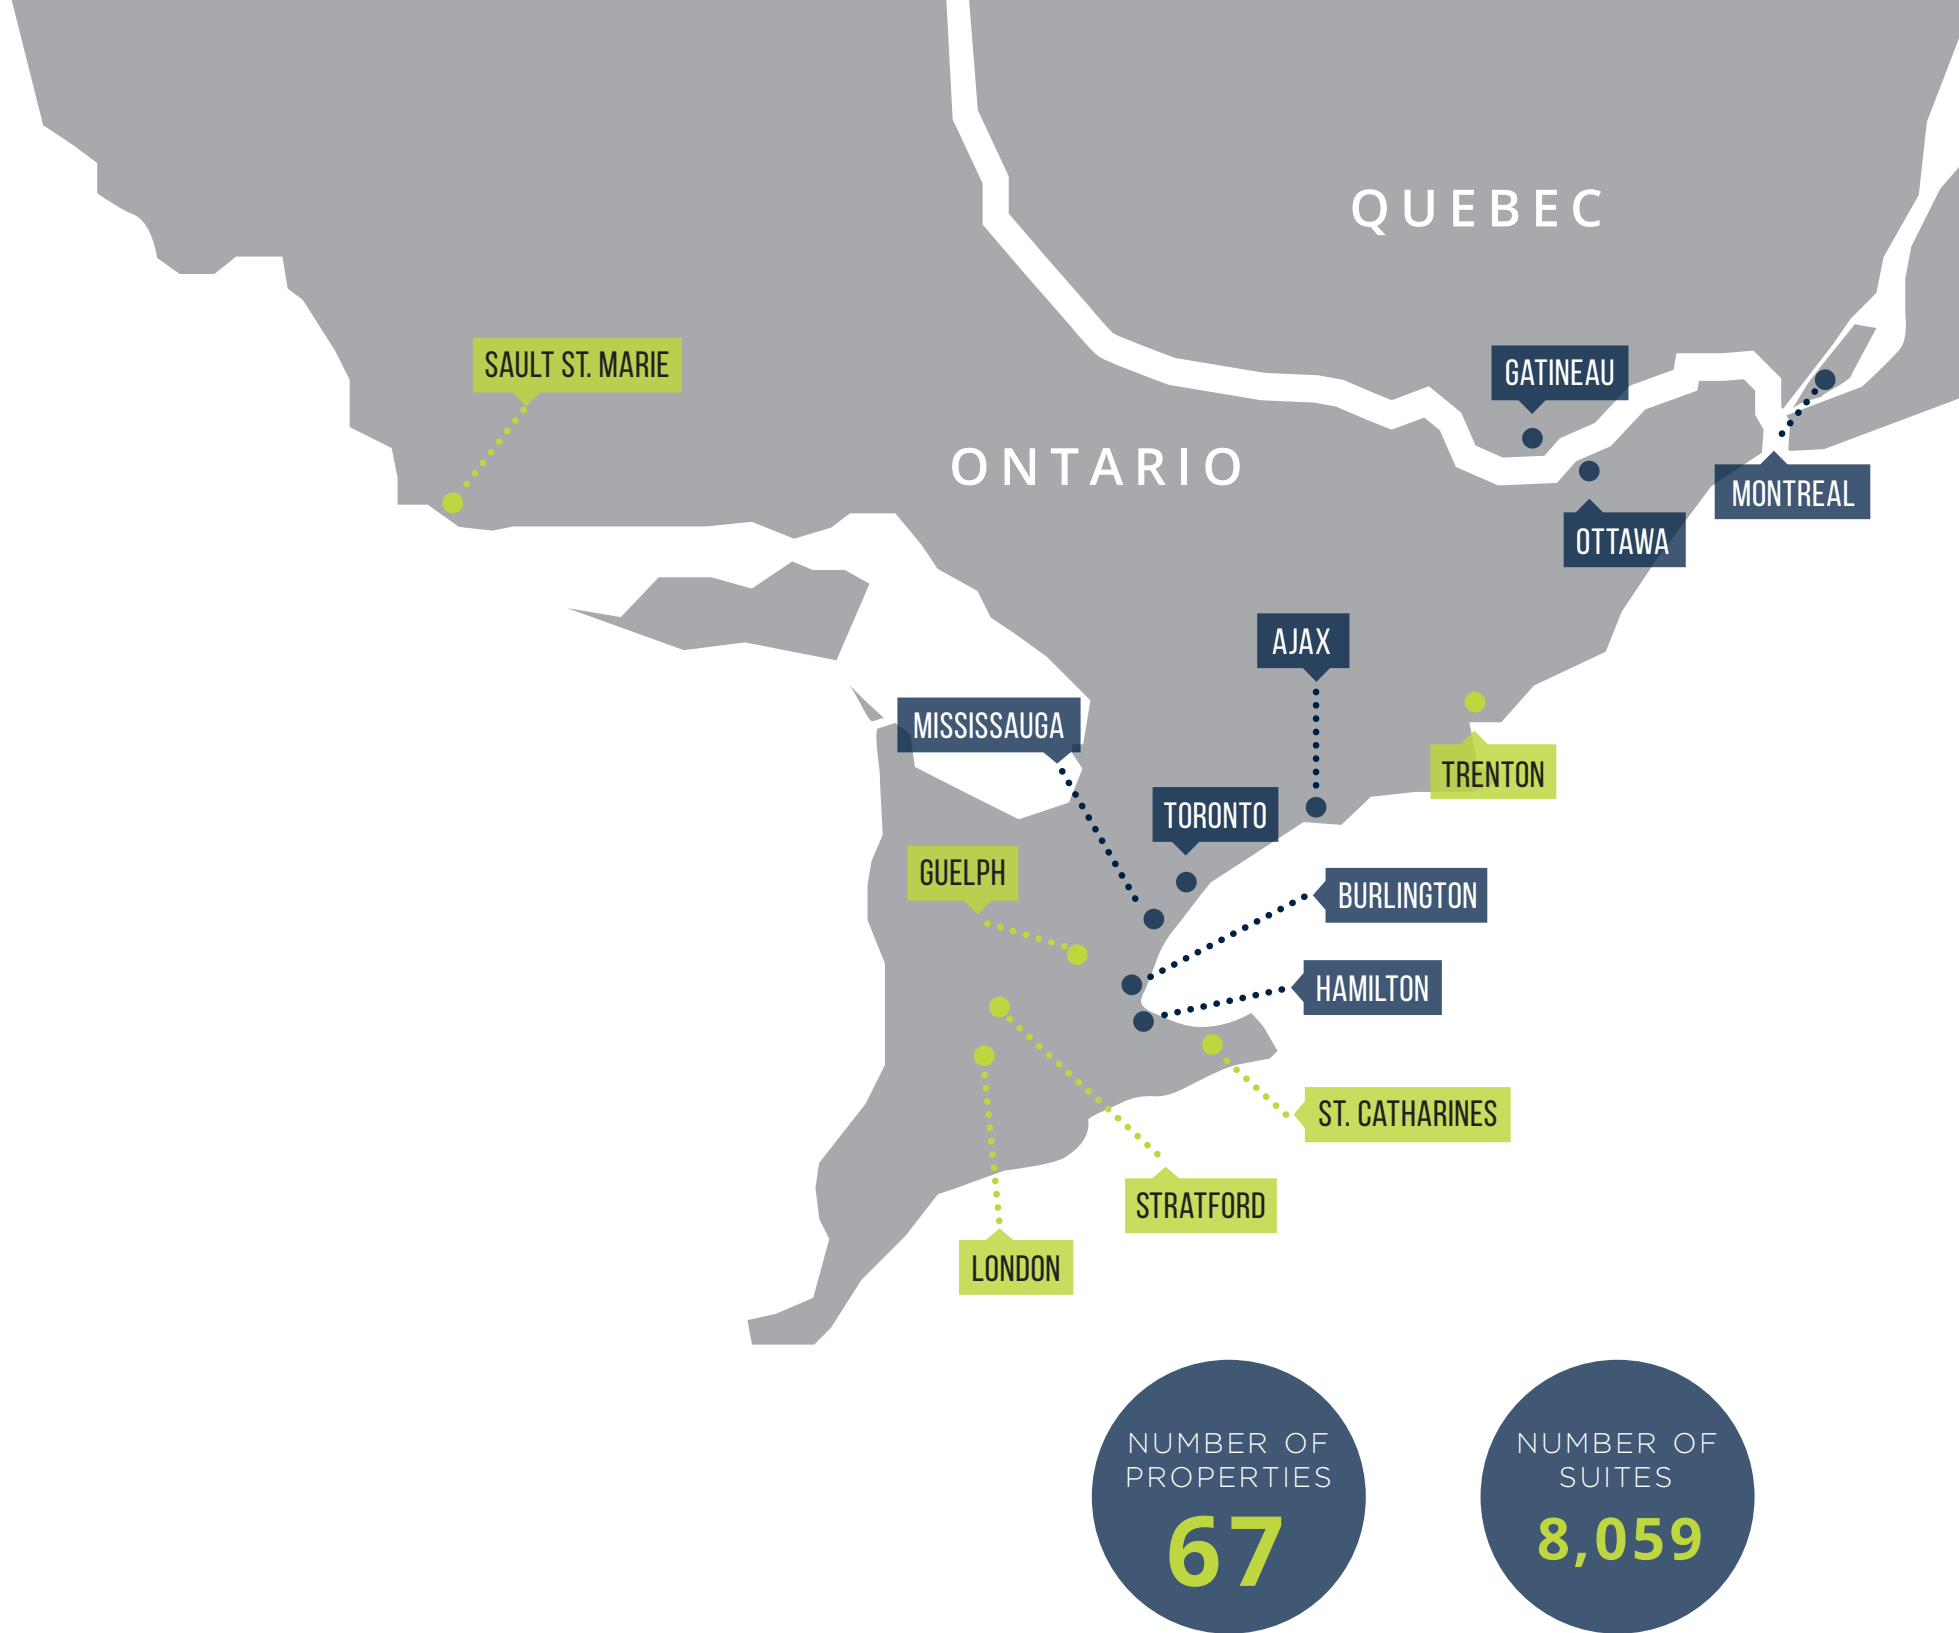 QUEBEC
SAULT ST. MARIE
GATINEAU
ONTARIO
MONTREAL
OTTAWA
AJAX
MISSISSAUGA
TRENTON
TORONTO
GUELPH
BURLINGTON
HAMILTON
ST. CATHARINES
STRATFORD
LONDON
NUMBER OF
PROPERTIES
67
NUMBER OF
SUITES
8,059